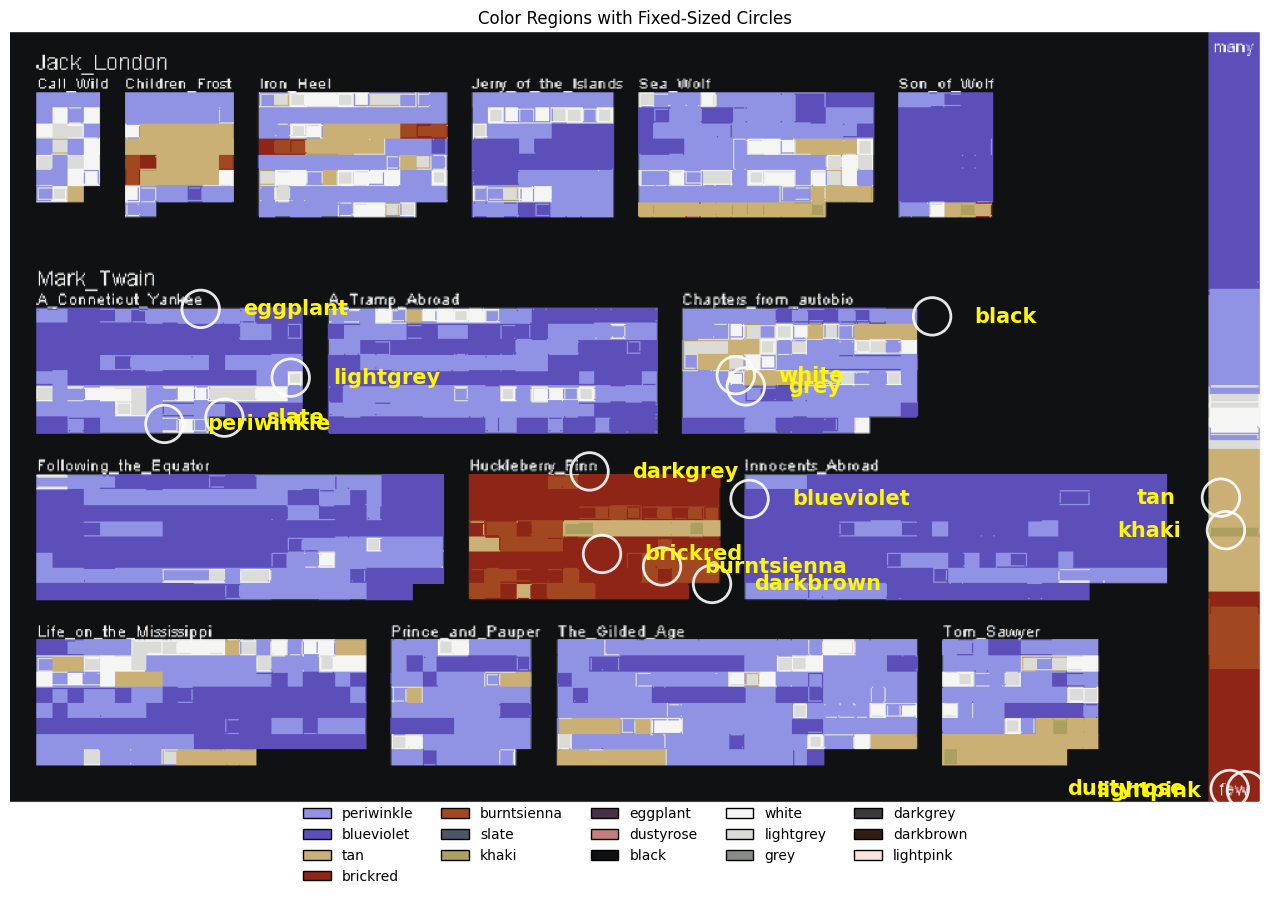 Color Regions with Fixed-Sized Circles
many
Jack_London
Call_Wild Children_Frost Iron_Heel Jerry_of_the_Islands Sea_Wolf Son_of_Wolf
Mark_Twain
A_Conneticut_Yankee A_Tramp_Abroad Chapters_from_autobio
eggplant black
lightgrey white
grey
slate
periwinkle
Following_the_Equator Huckleberry_Finn Innocents_Abroad
darkgrey blueviolet tan
khaki
brickred
burntsienna
darkbrown
Life_on_the_Mississippi Prince_and_Pauper The_Gilded_Age Tom_Sawyer
dustyrose lightpink few
periwinkle burntsienna eggplant white darkgrey
blueviolet slate dustyrose lightgrey darkbrown
tan khaki black grey lightpink
brickred